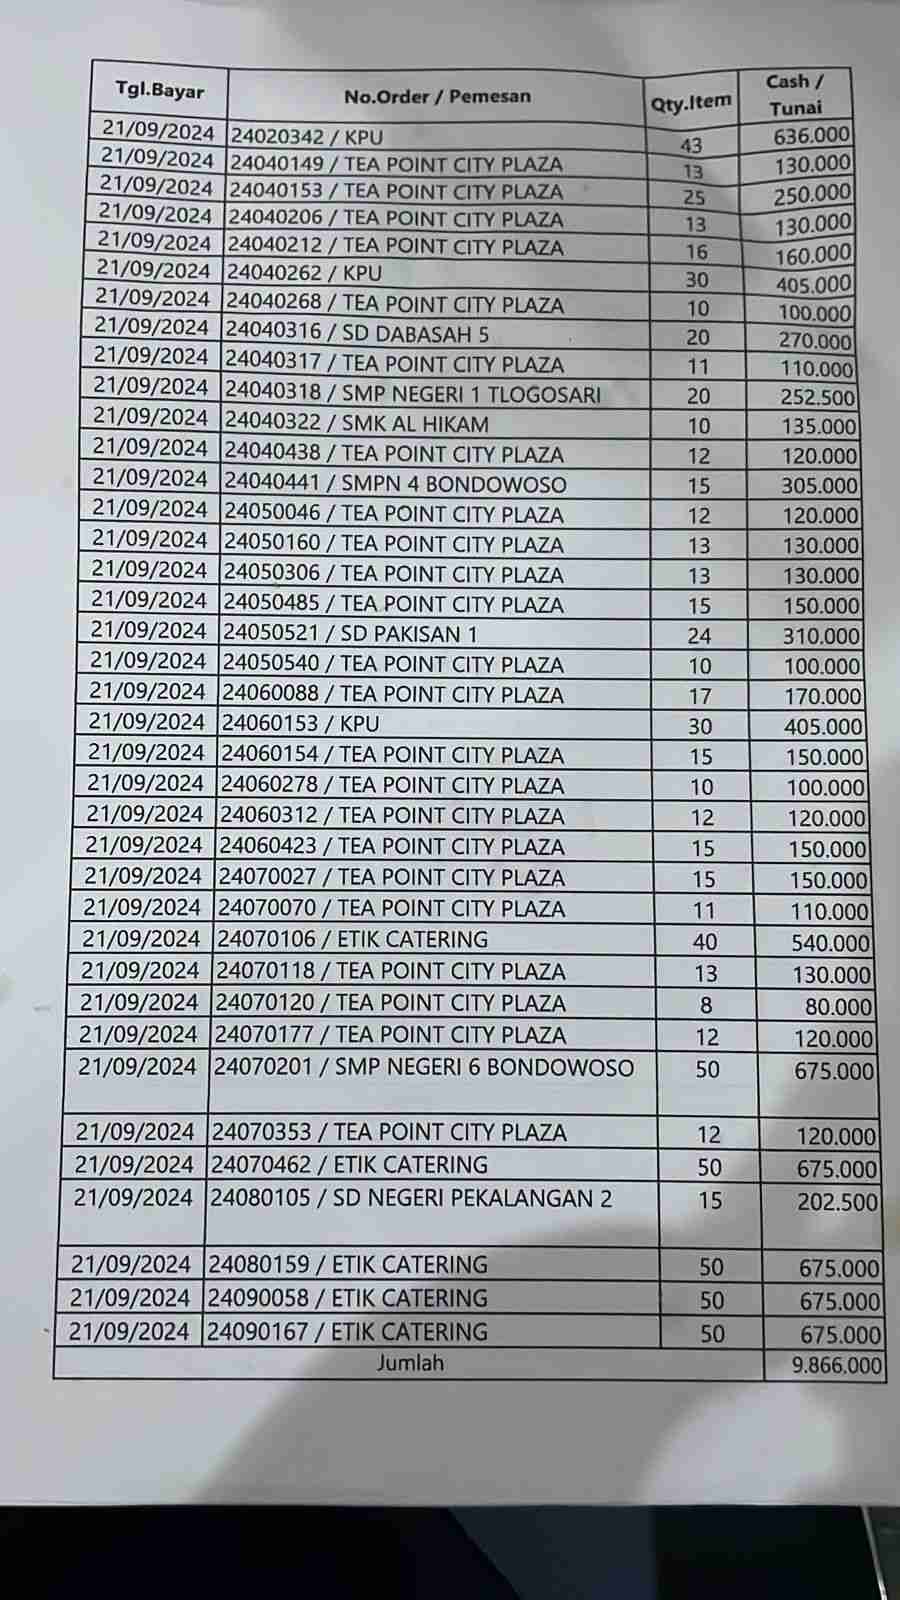 Tgl.Bayar No.Order / Pemesan Qty.Item Cash / Tunai
21/09/2024 24020342 / KPU 43 636.000
21/09/2024 24040149 / TEA POINT CITY PLAZA 13 130.000
21/09/2024 24040153 / TEA POINT CITY PLAZA 25 250.000
21/09/2024 24040206 / TEA POINT CITY PLAZA 13 130.000
21/09/2024 24040212 / TEA POINT CITY PLAZA 16 160.000
21/09/2024 24040262 / KPU 30 405.000
21/09/2024 24040268 / TEA POINT CITY PLAZA 10 100.000
21/09/2024 24040316 / SD DABASAH 5 20 270.000
21/09/2024 24040317 / TEA POINT CITY PLAZA 11 110.000
21/09/2024 24040318 / SMP NEGERI 1 TLOGOSARI 20 252.500
21/09/2024 24040322 / SMK AL HIKAM 10 135.000
21/09/2024 24040438 / TEA POINT CITY PLAZA 12 120.000
21/09/2024 24040441 / SMPN 4 BONDOWOSO 15 305.000
21/09/2024 24050046 / TEA POINT CITY PLAZA 12 120.000
21/09/2024 24050160 / TEA POINT CITY PLAZA 13 130.000
21/09/2024 24050306 / TEA POINT CITY PLAZA 13 130.000
21/09/2024 24050485 / TEA POINT CITY PLAZA 15 150.000
21/09/2024 24050521 / SD PAKISAN 1 24 310.000
21/09/2024 24050540 / TEA POINT CITY PLAZA 10 100.000
21/09/2024 24060088 / TEA POINT CITY PLAZA 17 170.000
21/09/2024 24060153 / KPU 30 405.000
21/09/2024 24060154 / TEA POINT CITY PLAZA 15 150.000
21/09/2024 24060278 / TEA POINT CITY PLAZA 10 100.000
21/09/2024 24060312 / TEA POINT CITY PLAZA 12 120.000
21/09/2024 24060423 / TEA POINT CITY PLAZA 15 150.000
21/09/2024 24070027 / TEA POINT CITY PLAZA 15 150.000
21/09/2024 24070070 / TEA POINT CITY PLAZA 11 110.000
21/09/2024 24070106 / ETIK CATERING 40 540.000
21/09/2024 24070118 / TEA POINT CITY PLAZA 13 130.000
21/09/2024 24070120 / TEA POINT CITY PLAZA 8 80.000
21/09/2024 24070177 / TEA POINT CITY PLAZA 12 120.000
21/09/2024 24070201 / SMP NEGERI 6 BONDOWOSO 50 675.000
21/09/2024 24070353 / TEA POINT CITY PLAZA 12 120.000
21/09/2024 24070462 / ETIK CATERING 50 675.000
21/09/2024 24080105 / SD NEGERI PEKALANGAN 2 15 202.500
21/09/2024 24080159 / ETIK CATERING 50 675.000
21/09/2024 24090058 / ETIK CATERING 50 675.000
21/09/2024 24090167 / ETIK CATERING 50 675.000
Jumlah 9.866.000